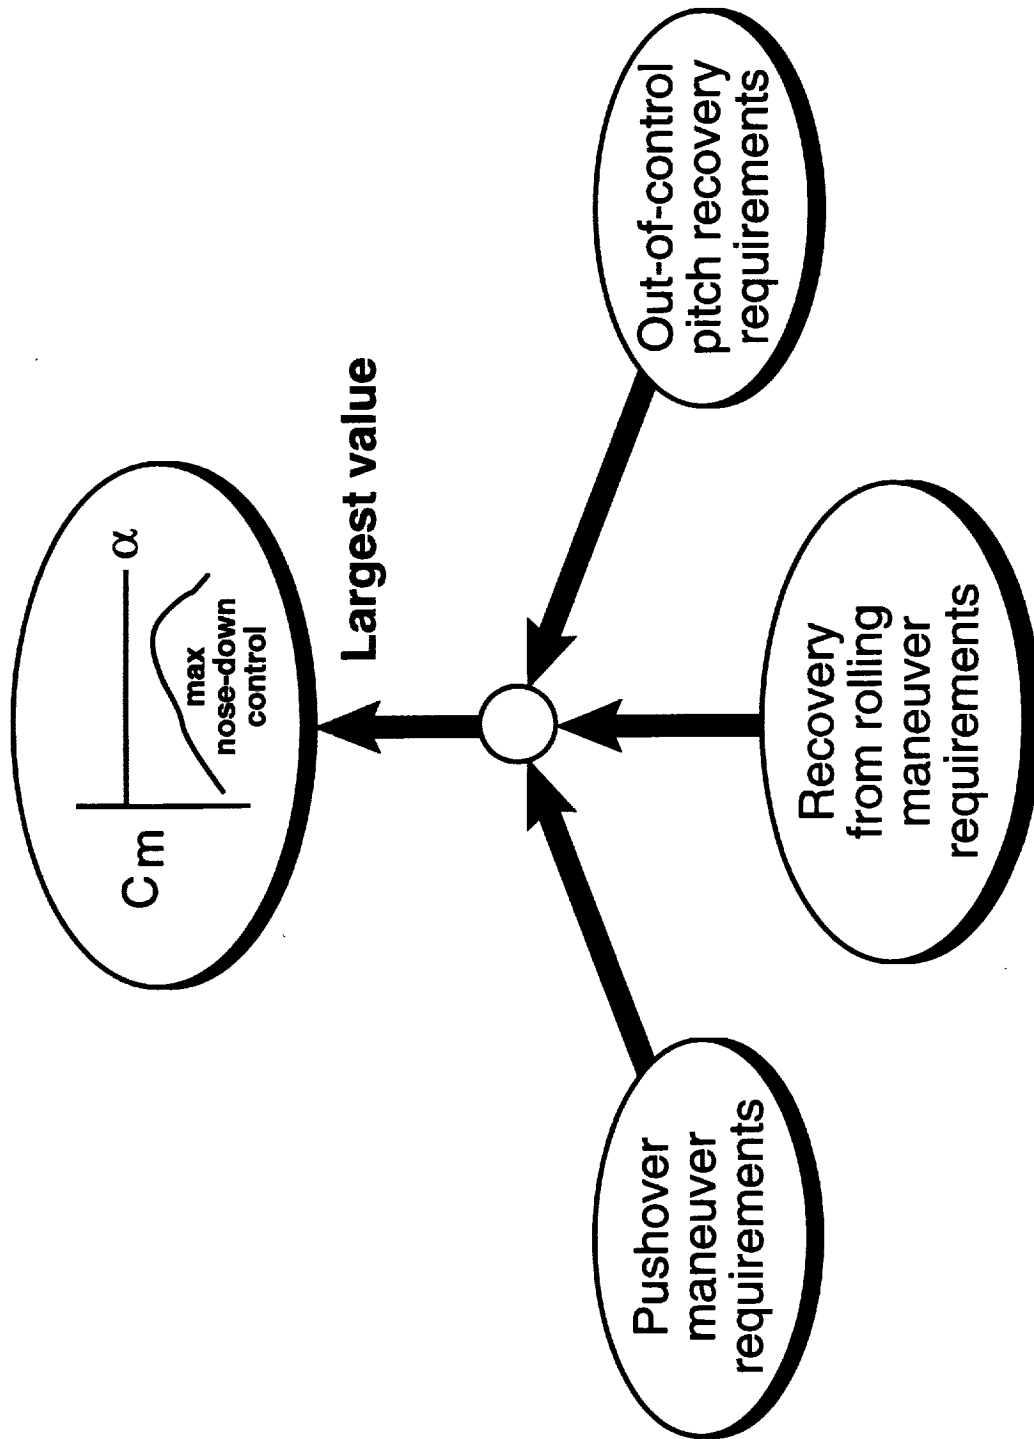 Cm
α
max
nose-down
control
Largest value
Pushover
maneuver
requirements
Recovery
from rolling
maneuver
requirements
Out-of-control
pitch recovery
requirements